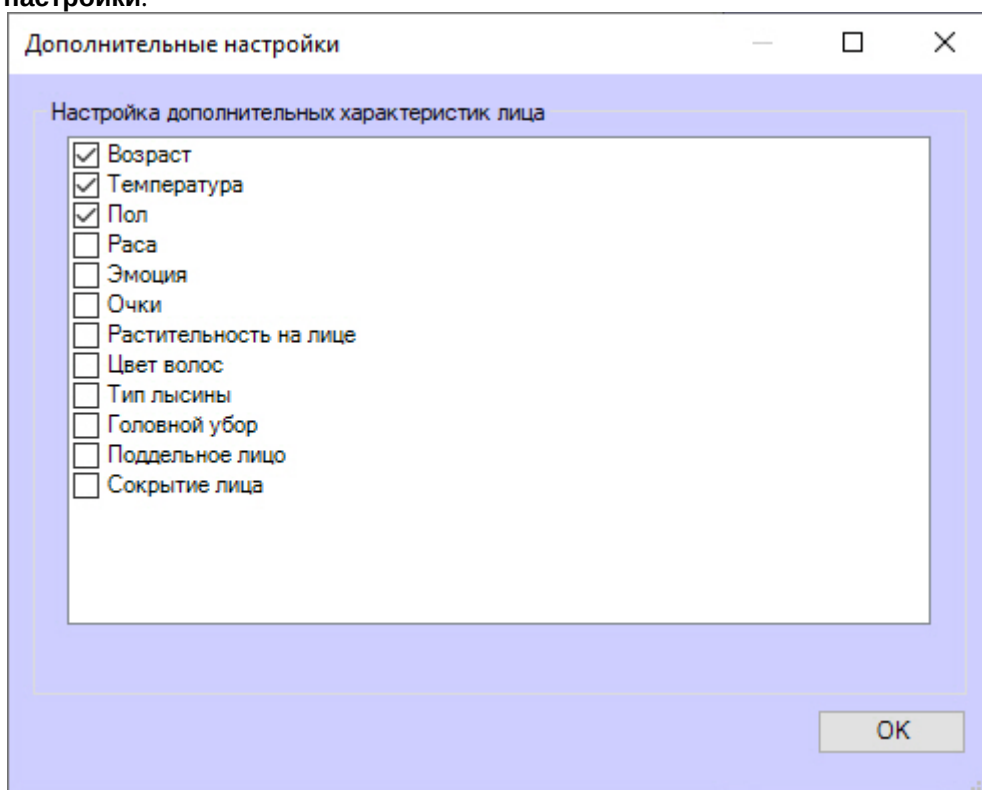 настройки.
Дополнительные настройки
Настройка дополнительных характеристик лица
Возраст
Температура
Пол
Раса
Эмоция
Очки
Растительность на лице
Цвет волос
Тип лысины
Головной убор
Поддельное лицо
Сокрытие лица
OK